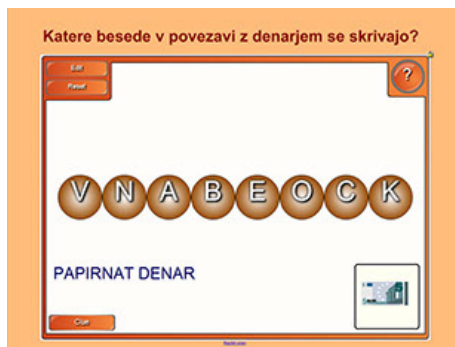 Katere besede v povezavi z denarjem se skrivajo?
Edit
Reset
?
V N A B E O C K
PAPIRNAT DENAR
Clue